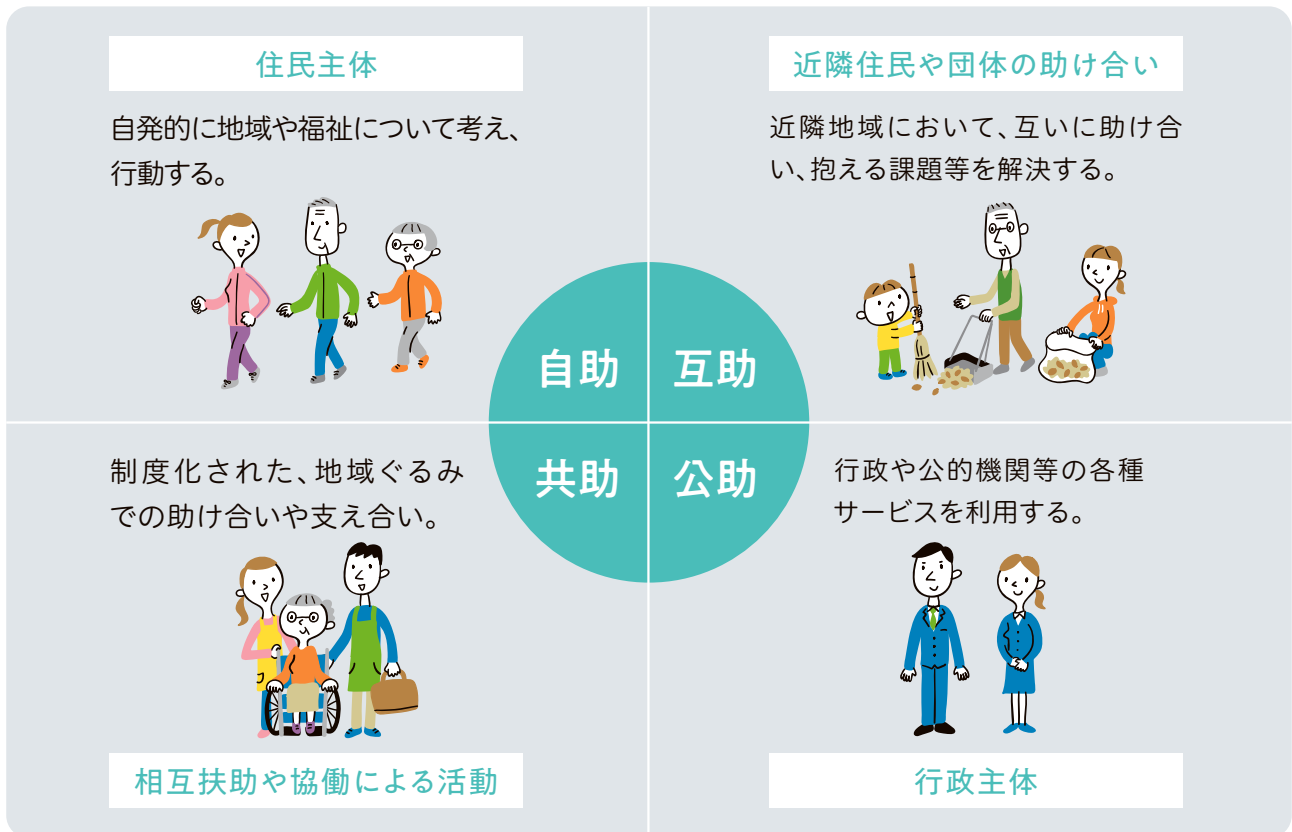 住民主体
自発的に地域や福祉について考え、
行動する。
近隣住民や団体の助け合い
近隣地域において、互いに助け合
い、抱える課題等を解決する。
自助
互助
共助
公助
制度化された、地域ぐるみ
での助け合いや支え合い。
相互扶助や協働による活動
行政や公的機関等の各種
サービスを利用する。
行政主体